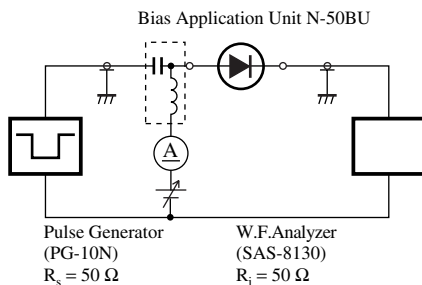 Bias Application Unit N-50BU
A
Pulse Generator
(PG-10N)
Rs = 50 Ω
W.F.Analyzer
(SAS-8130)
Ri = 50 Ω